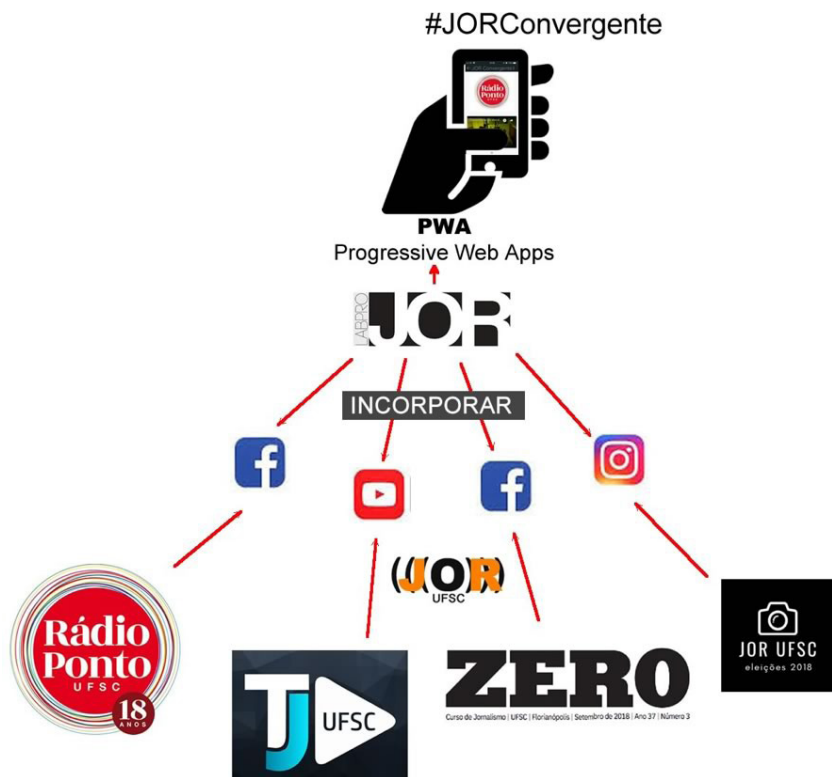 #JORConvergente
Rádio
Ponto
UFSC
PWA
Progressive Web Apps
LABPRO
JOR
INCORPORAR
((JOR))
UFSC
Rádio
Ponto
UFSC
18
ANOS
TJ UFSC
ZERO
Curso de Jornalismo | UFSC | Florianópolis | Setembro de 2018 | Ano 37 | Número 3
JOR UFSC
eleições 2018